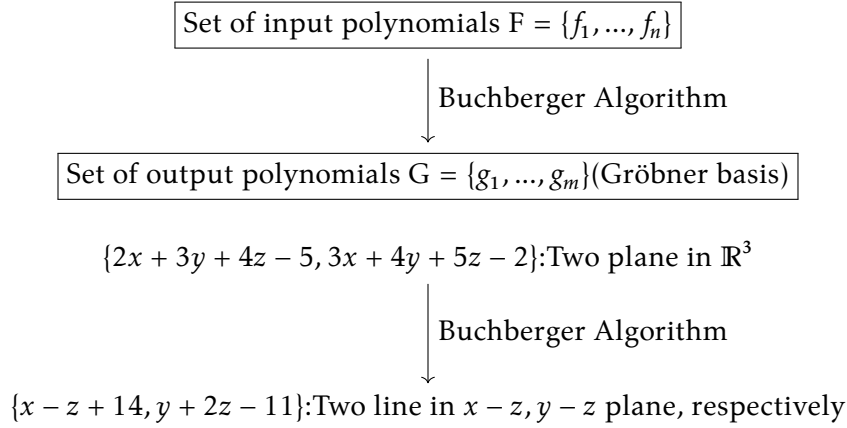 Set of input polynomials F = {f₁, ..., fₙ}
Buchberger Algorithm
Set of output polynomials G = {g₁, ..., gₘ}(Gröbner basis)
{2x + 3y + 4z − 5, 3x + 4y + 5z − 2}:Two plane in ℝ³
Buchberger Algorithm
{x − z + 14, y + 2z − 11}:Two line in x − z, y − z plane, respectively